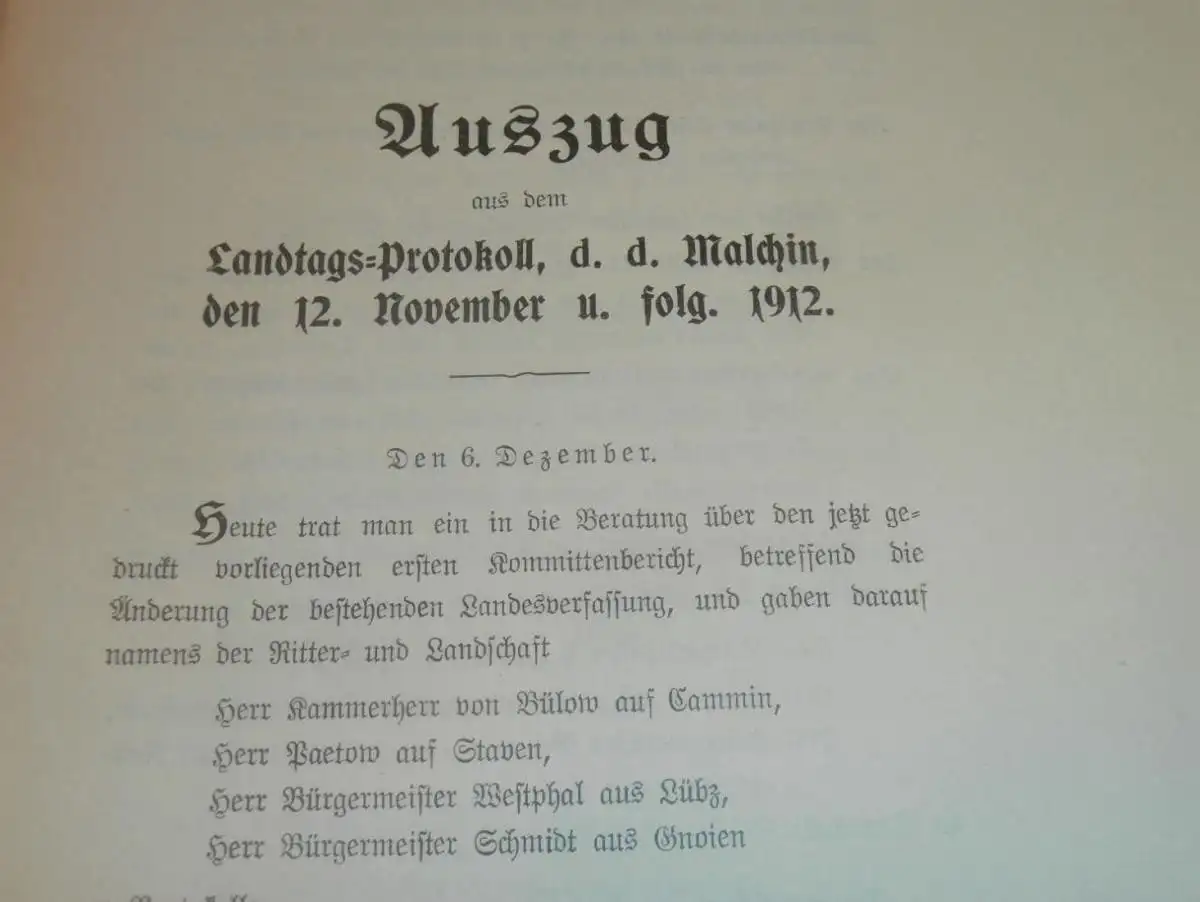 Auszug
aus dem
Landtags-Protokoll, d. d. Malchin,
den 12. November u. folg. 1912.
Den 6. Dezember.
Heute trat man ein in die Beratung über den jetzt ge-
druckt vorliegenden ersten Kommittenbericht, betreffend die
Änderung der bestehenden Landesverfassung, und gaben darauf
namens der Ritter- und Landschaft
Herr Kammerherr von Bülow auf Cammin,
Herr Paetow auf Staven,
Herr Bürgermeister Westphal aus Lübz,
Herr Bürgermeister Schmidt aus Gnoien